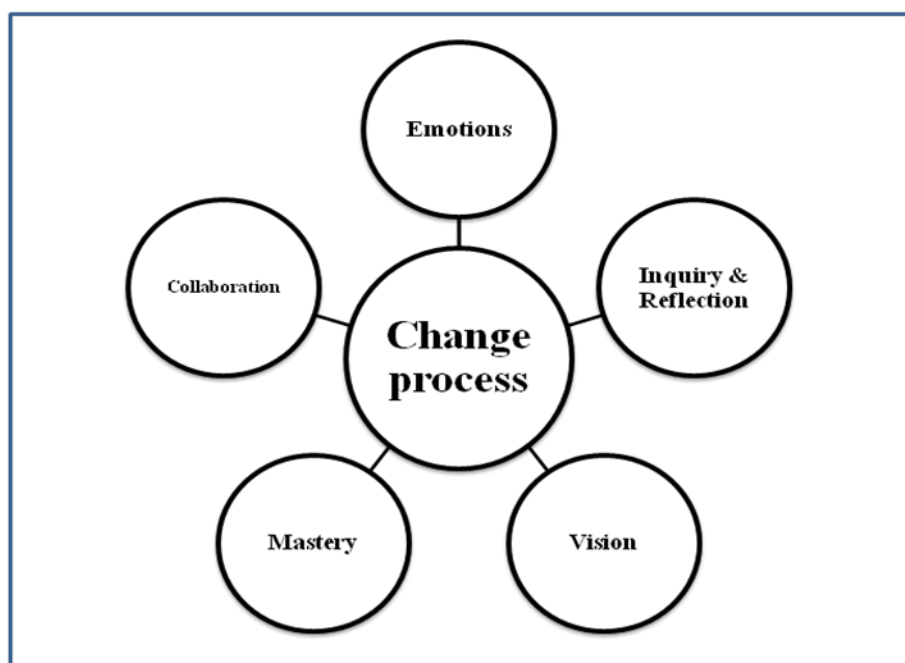 Emotions
Collaboration
Inquiry &
Reflection
Change
process
Mastery
Vision